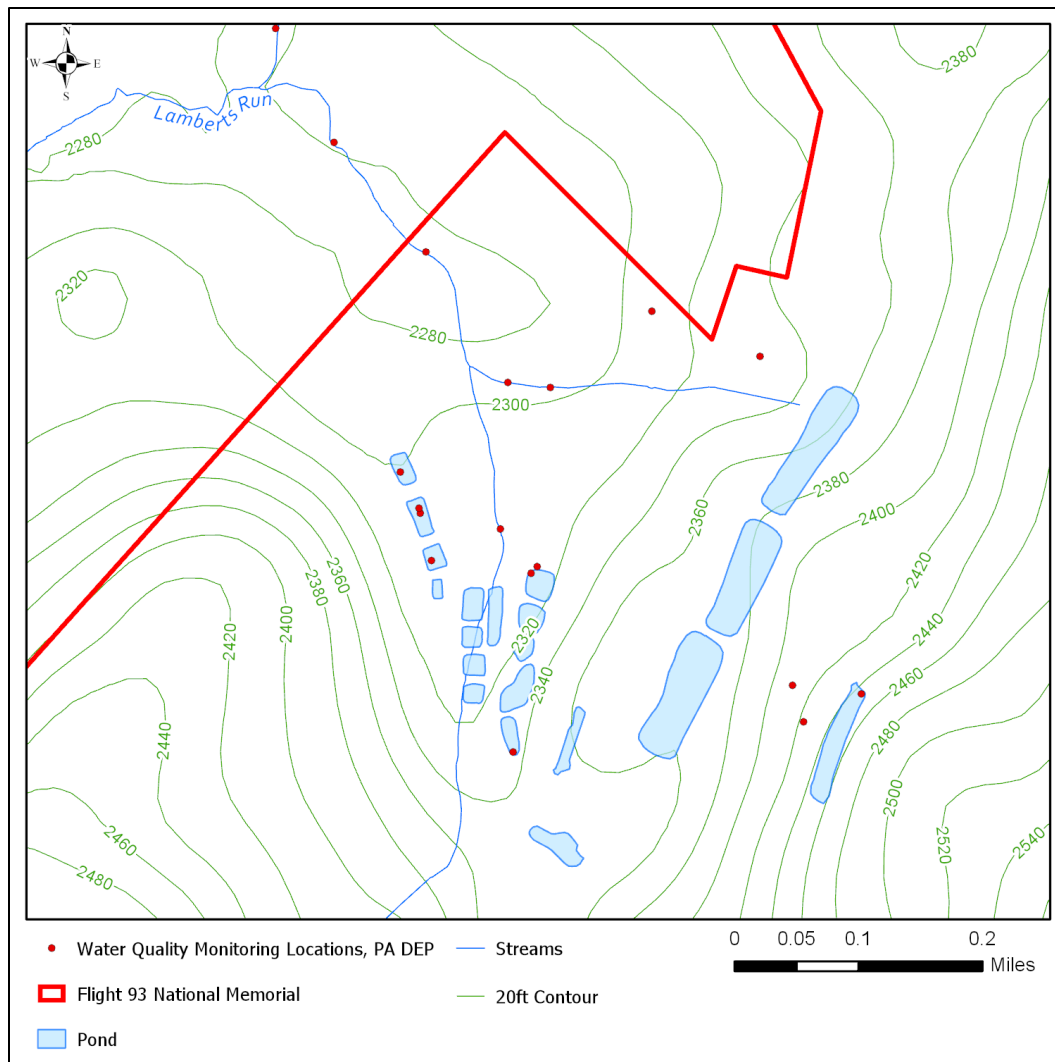 N
W E
S
2380
Lamberts Run
2280
2320
2280
2300
2380
2360
2400
2360
2380
2400
2420
2420
2440
2320
2340
2460
2480
2440
2500
2460
2480
2520
2540
Water Quality Monitoring Locations, PA DEP
Streams
0 0.05 0.1 0.2
Miles
Flight 93 National Memorial
20ft Contour
Pond